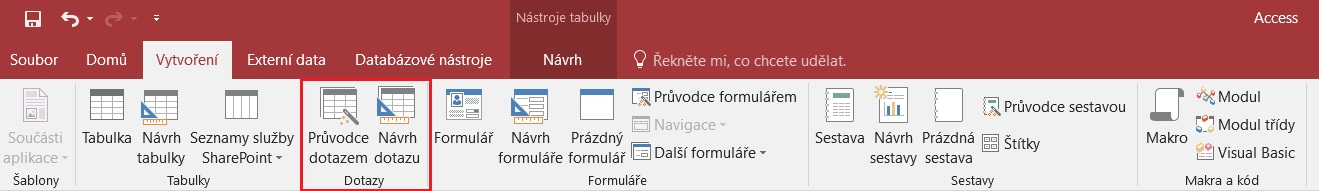 Nástroje tabulky
Access
Soubor Domů Vytvoření Externí data Databázové nástroje Návrh Řekněte mi, co chcete udělat.
Součásti aplikace
Tabulka
Návrh tabulky
Seznamy služby SharePoint
Průvodce dotazem
Návrh dotazu
Formulář
Návrh formuláře
Prázdný formulář
Průvodce formulářem
Navigace
Další formuláře
Sestava
Návrh sestavy
Prázdná sestava
Průvodce sestavou
Štítky
Makro
Modul
Modul třídy
Visual Basic
Šablony Tabulky Dotazy Formuláře Sestavy Makra a kód